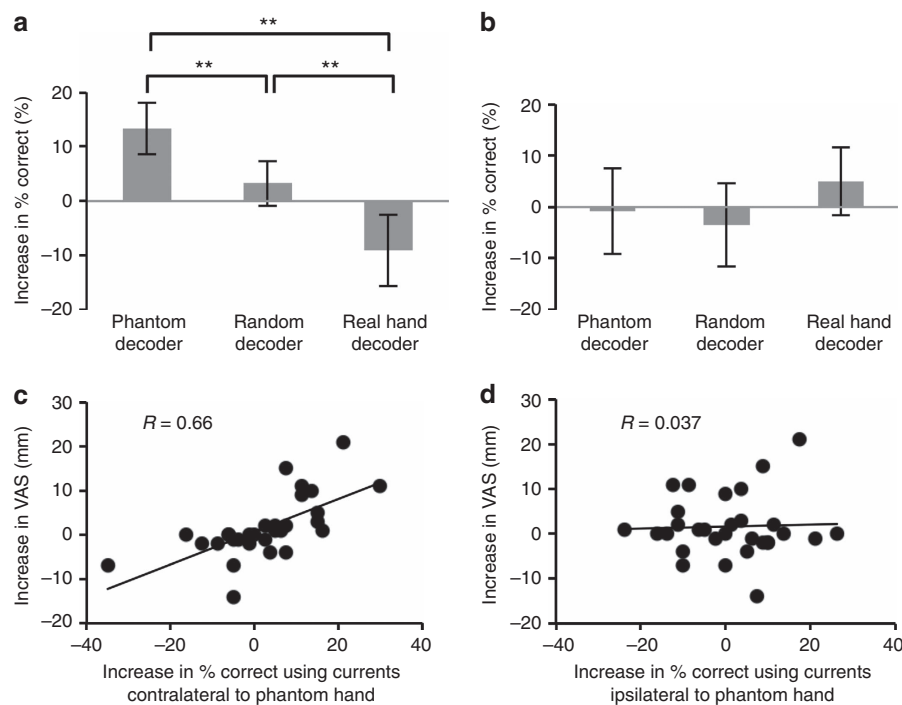 a
**
**
**
Increase in % correct (%)
20
10
0
–10
–20
Phantom
decoder
Random
decoder
Real hand
decoder
b
Increase in % correct (%)
20
10
0
–10
–20
Phantom
decoder
Random
decoder
Real hand
decoder
c
R = 0.66
Increase in VAS (mm)
30
20
10
0
–10
–20
–40
–20
0
20
40
Increase in % correct using currents
contralateral to phantom hand
d
R = 0.037
Increase in VAS (mm)
30
20
10
0
–10
–20
–40
–20
0
20
40
Increase in % correct using currents
ipsilateral to phantom hand